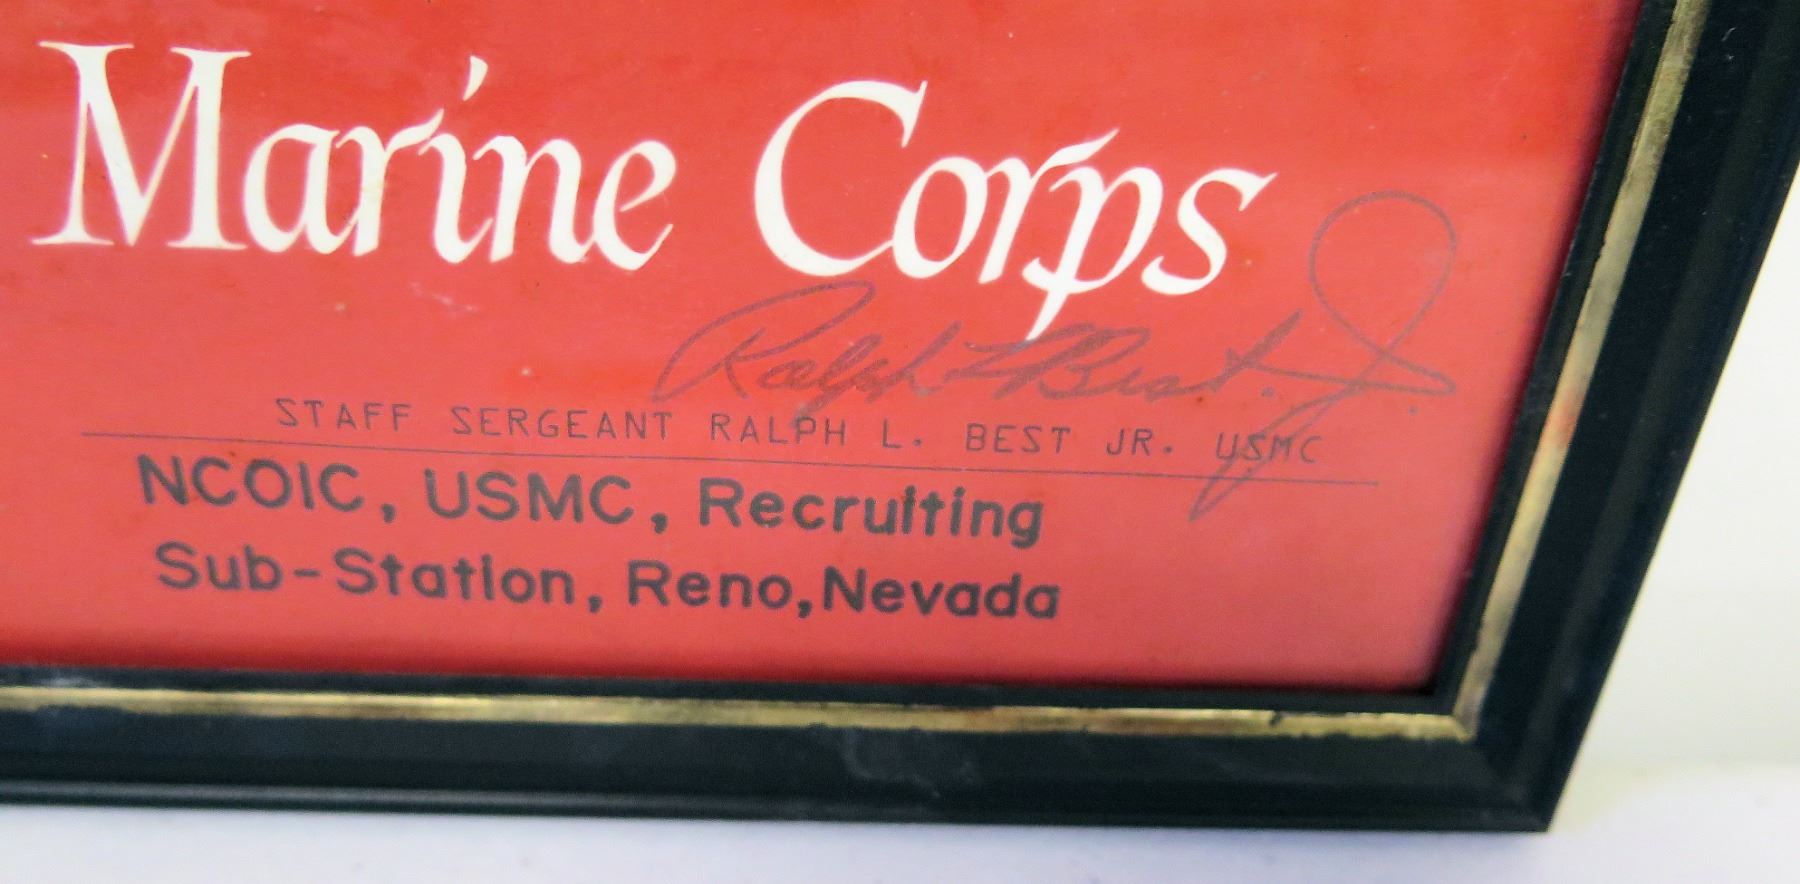 Marine Corps
Ralph L Best. Jr.
STAFF SERGEANT RALPH L. BEST JR. USMC
NCOIC, USMC, Recruiting
Sub-Station, Reno, Nevada